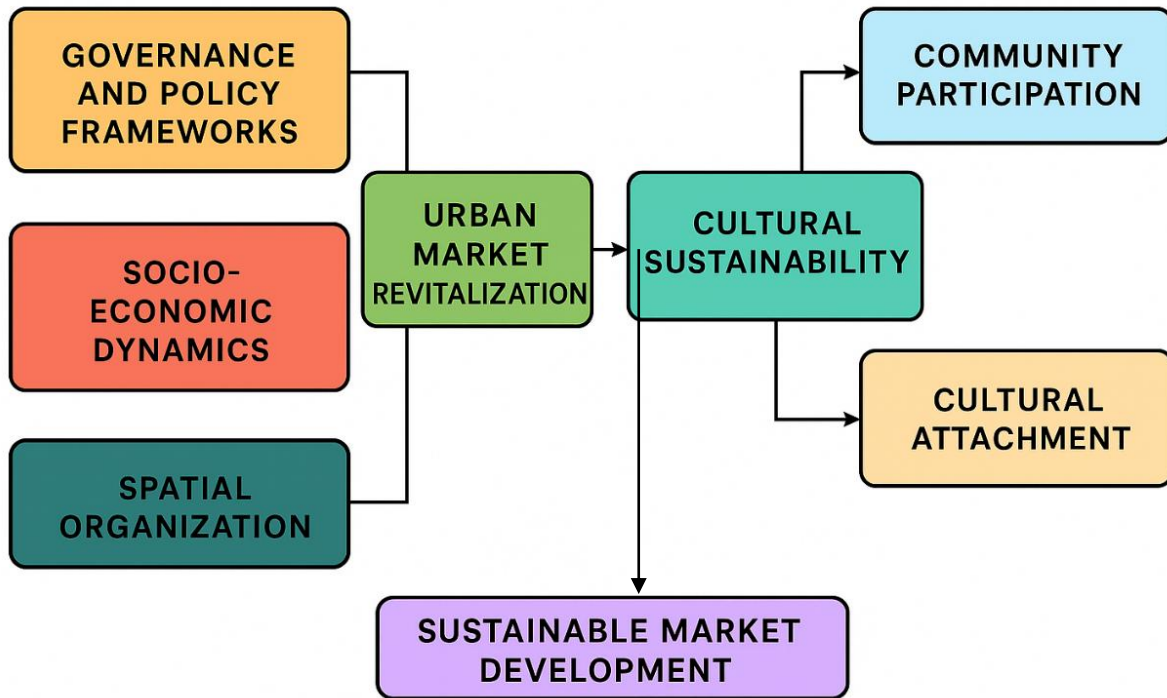 GOVERNANCE
AND POLICY
FRAMEWORKS
SOCIO-
ECONOMIC
DYNAMICS
SPATIAL
ORGANIZATION
URBAN
MARKET
REVITALIZATION
CULTURAL
SUSTAINABILITY
COMMUNITY
PARTICIPATION
CULTURAL
ATTACHMENT
SUSTAINABLE MARKET
DEVELOPMENT